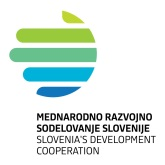 MEDNARODNO RAZVOJNO
SODELOVANJE SLOVENIJE
SLOVENIA'S DEVELOPMENT
COOPERATION